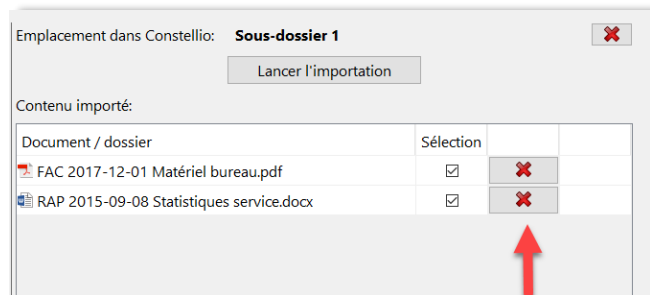 Emplacement dans Constellio: Sous-dossier 1
Lancer l'importation
Contenu importé:
Document / dossier Sélection
FAC 2017-12-01 Matériel bureau.pdf
RAP 2015-09-08 Statistiques service.docx